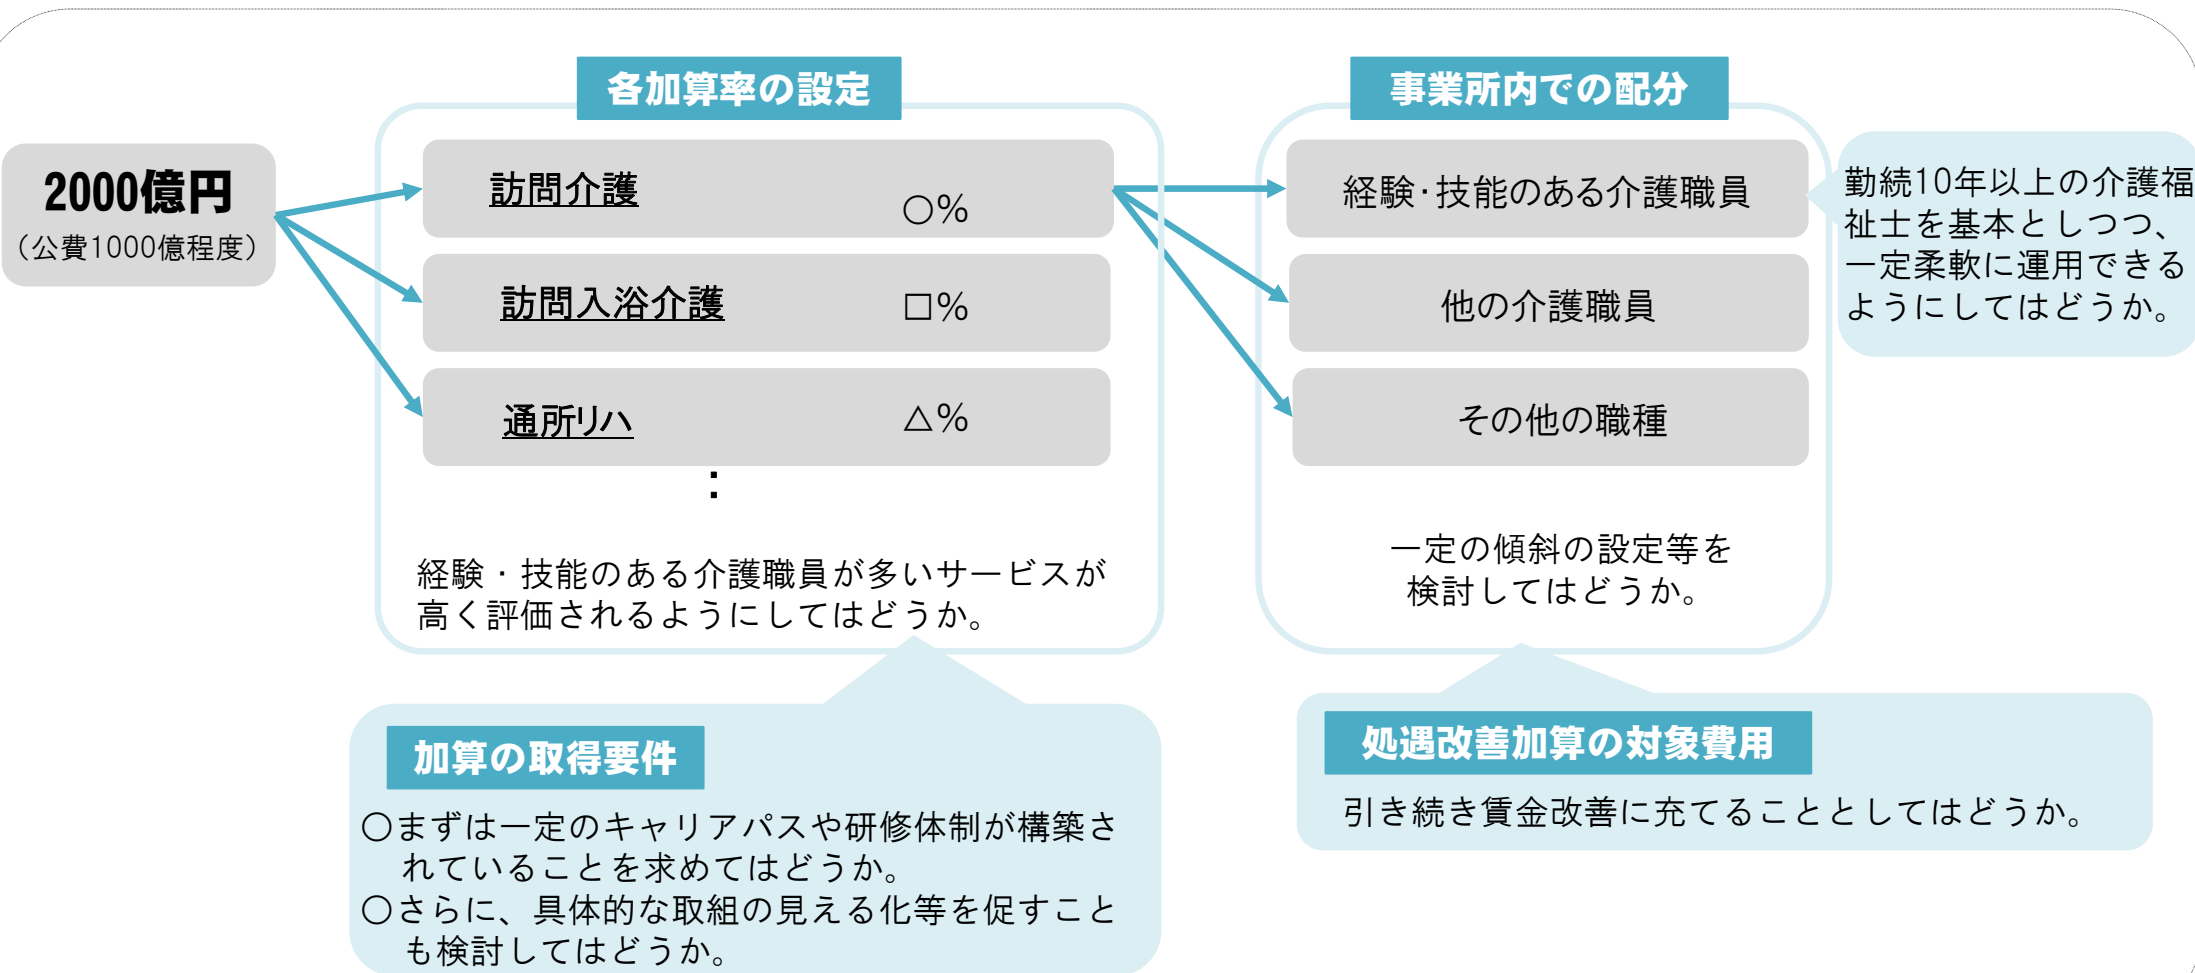 各加算率の設定
事業所内での配分
2000億円
（公費1000億程度）
訪問介護 ○%
訪問入浴介護 □%
通所リハ △%
：
経験・技能のある介護職員が多いサービスが
高く評価されるようにしてはどうか。
経験・技能のある介護職員
他の介護職員
その他の職種
一定の傾斜の設定等を
検討してはどうか。
勤続10年以上の介護福
祉士を基本としつつ、
一定柔軟に運用できる
ようにしてはどうか。
加算の取得要件
○まずは一定のキャリアパスや研修体制が構築さ
れていることを求めてはどうか。
○さらに、具体的な取組の見える化等を促すこと
も検討してはどうか。
処遇改善加算の対象費用
引き続き賃金改善に充てることとしてはどうか。